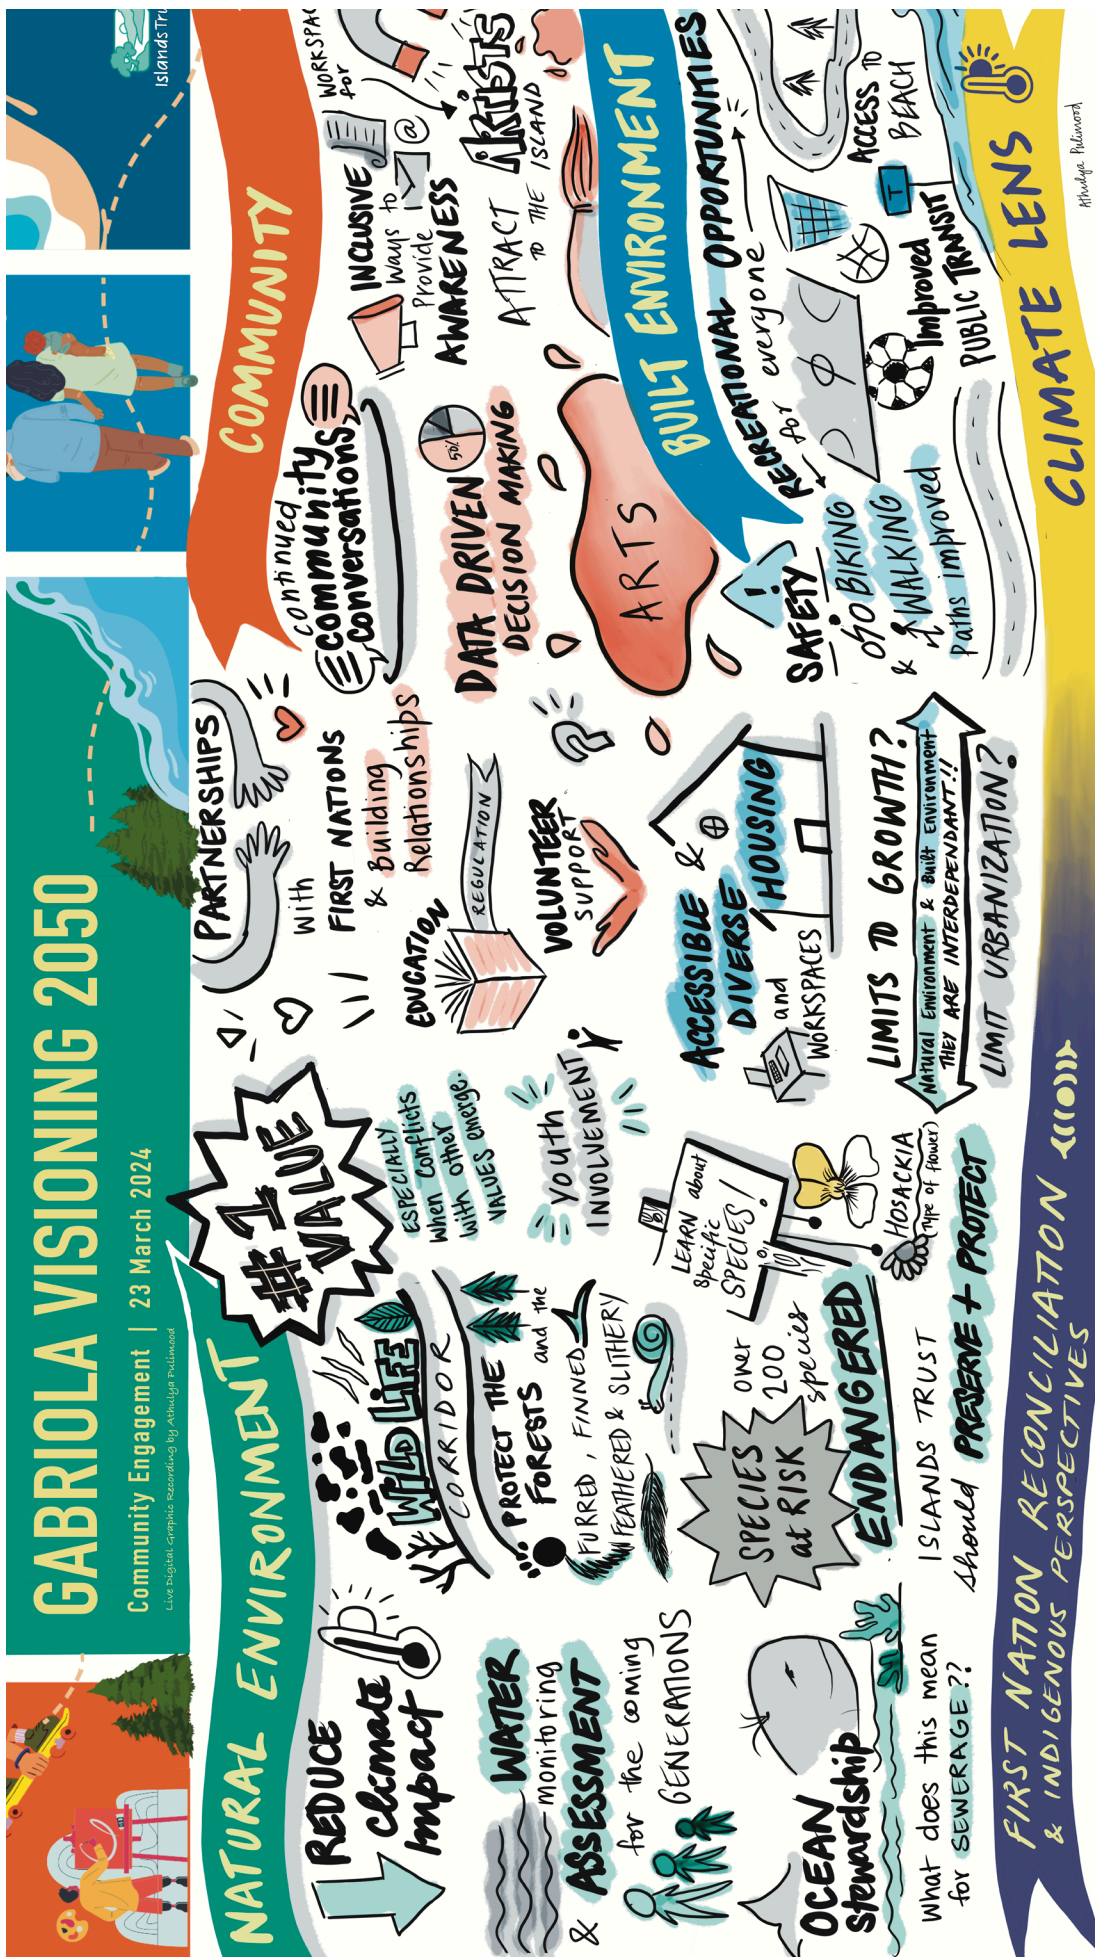 GABRIOLA VISIONING 2050
Community Engagement | 23 March 2024
Live Digital Graphic Recording by Athulya Pulimood
NATURAL ENVIRONMENT
#1
VALUE
ESPECIALLY
when conflicts
with other
VALUES emerge.
REDUCE
Climate
Impact
WILD LIFE
CORRIDOR
PROTECT THE
FORESTS and the
FURRED, FINNED
FEATHERED & SLITHERY
Youth
INVOLVEMENT
WATER
monitoring
& ASSESSMENT
for the coming
GENERATIONS
SPECIES
at RISK
over
200
species
ENDANGERED
LEARN about
specific
SPECIES!
HOSACKIA
(Type of flower)
ISLANDS TRUST
should PRESERVE + PROTECT
OCEAN
stewardship
What does this mean
for SEWERAGE??
PARTNERSHIPS
with
FIRST NATIONS
& Building
Relationships
EDUCATION
REGULATION
VOLUNTEER
SUPPORT
COMMUNITY
continued
Community
conversations
INCLUSIVE
Ways to
Provide
AWARENESS
@
WORKSPAC
for
ARTISTS
ATTRACT
TO THE ISLAND
DATA DRIVEN
DECISION MAKING
50%
ARTS
BUILT ENVIRONMENT
ACCESSIBLE &
DIVERSE
HOUSING
and
WORKSPACES
LIMITS TO GROWTH?
Natural Environment & Built Environment
THEY ARE INTERDEPENDANT!!
LIMIT URBANIZATION?
SAFETY
BIKING
& WALKING
paths improved
RECREATIONAL OPPORTUNITIES
for everyone
Improved
PUBLIC TRANSIT
T
ACCESS TO
BEACH
FIRST NATION RECONCILIATION
& INDIGENOUS PERSPECTIVES
CLIMATE LENS
Athulya Pulimood
Islands Tru